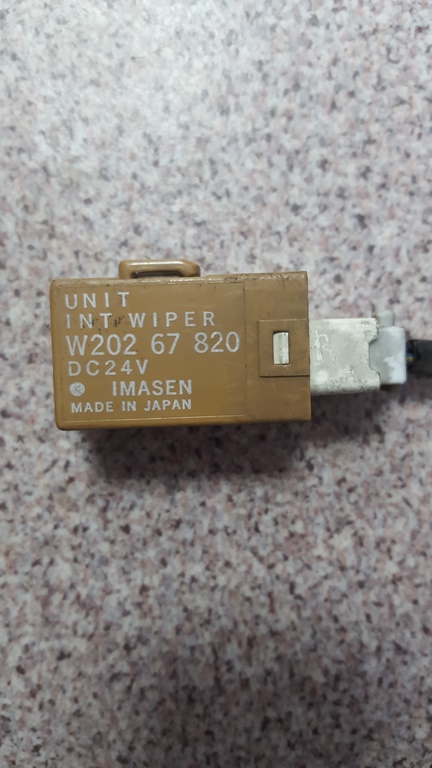 UNIT
INT WIPER
W202 67 820
DC24V
IMASEN
MADE IN JAPAN